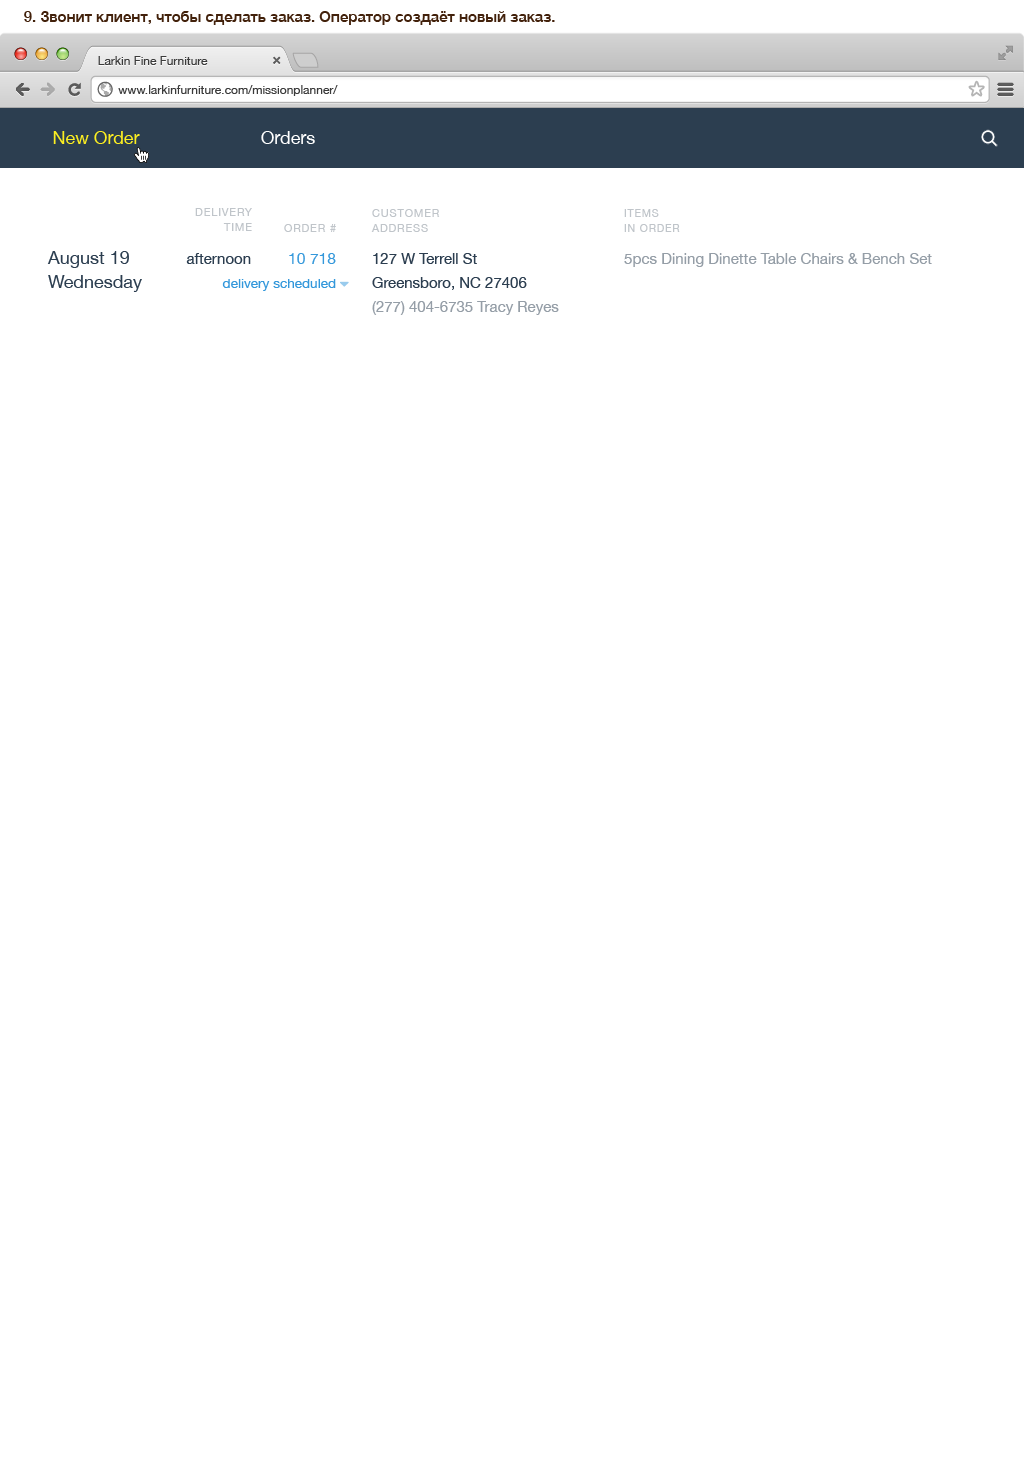 9. Звонит клиент, чтобы сделать заказ. Оператор создаёт новый заказ.
Larkin Fine Furniture
www.larkinfurniture.com/missionplanner/
New Order
Orders
DELIVERY
TIME
ORDER #
CUSTOMER
ADDRESS
ITEMS
IN ORDER
August 19
Wednesday
afternoon
10 718
delivery scheduled
127 W Terrell St
Greensboro, NC 27406
(277) 404-6735 Tracy Reyes
5pcs Dining Dinette Table Chairs & Bench Set